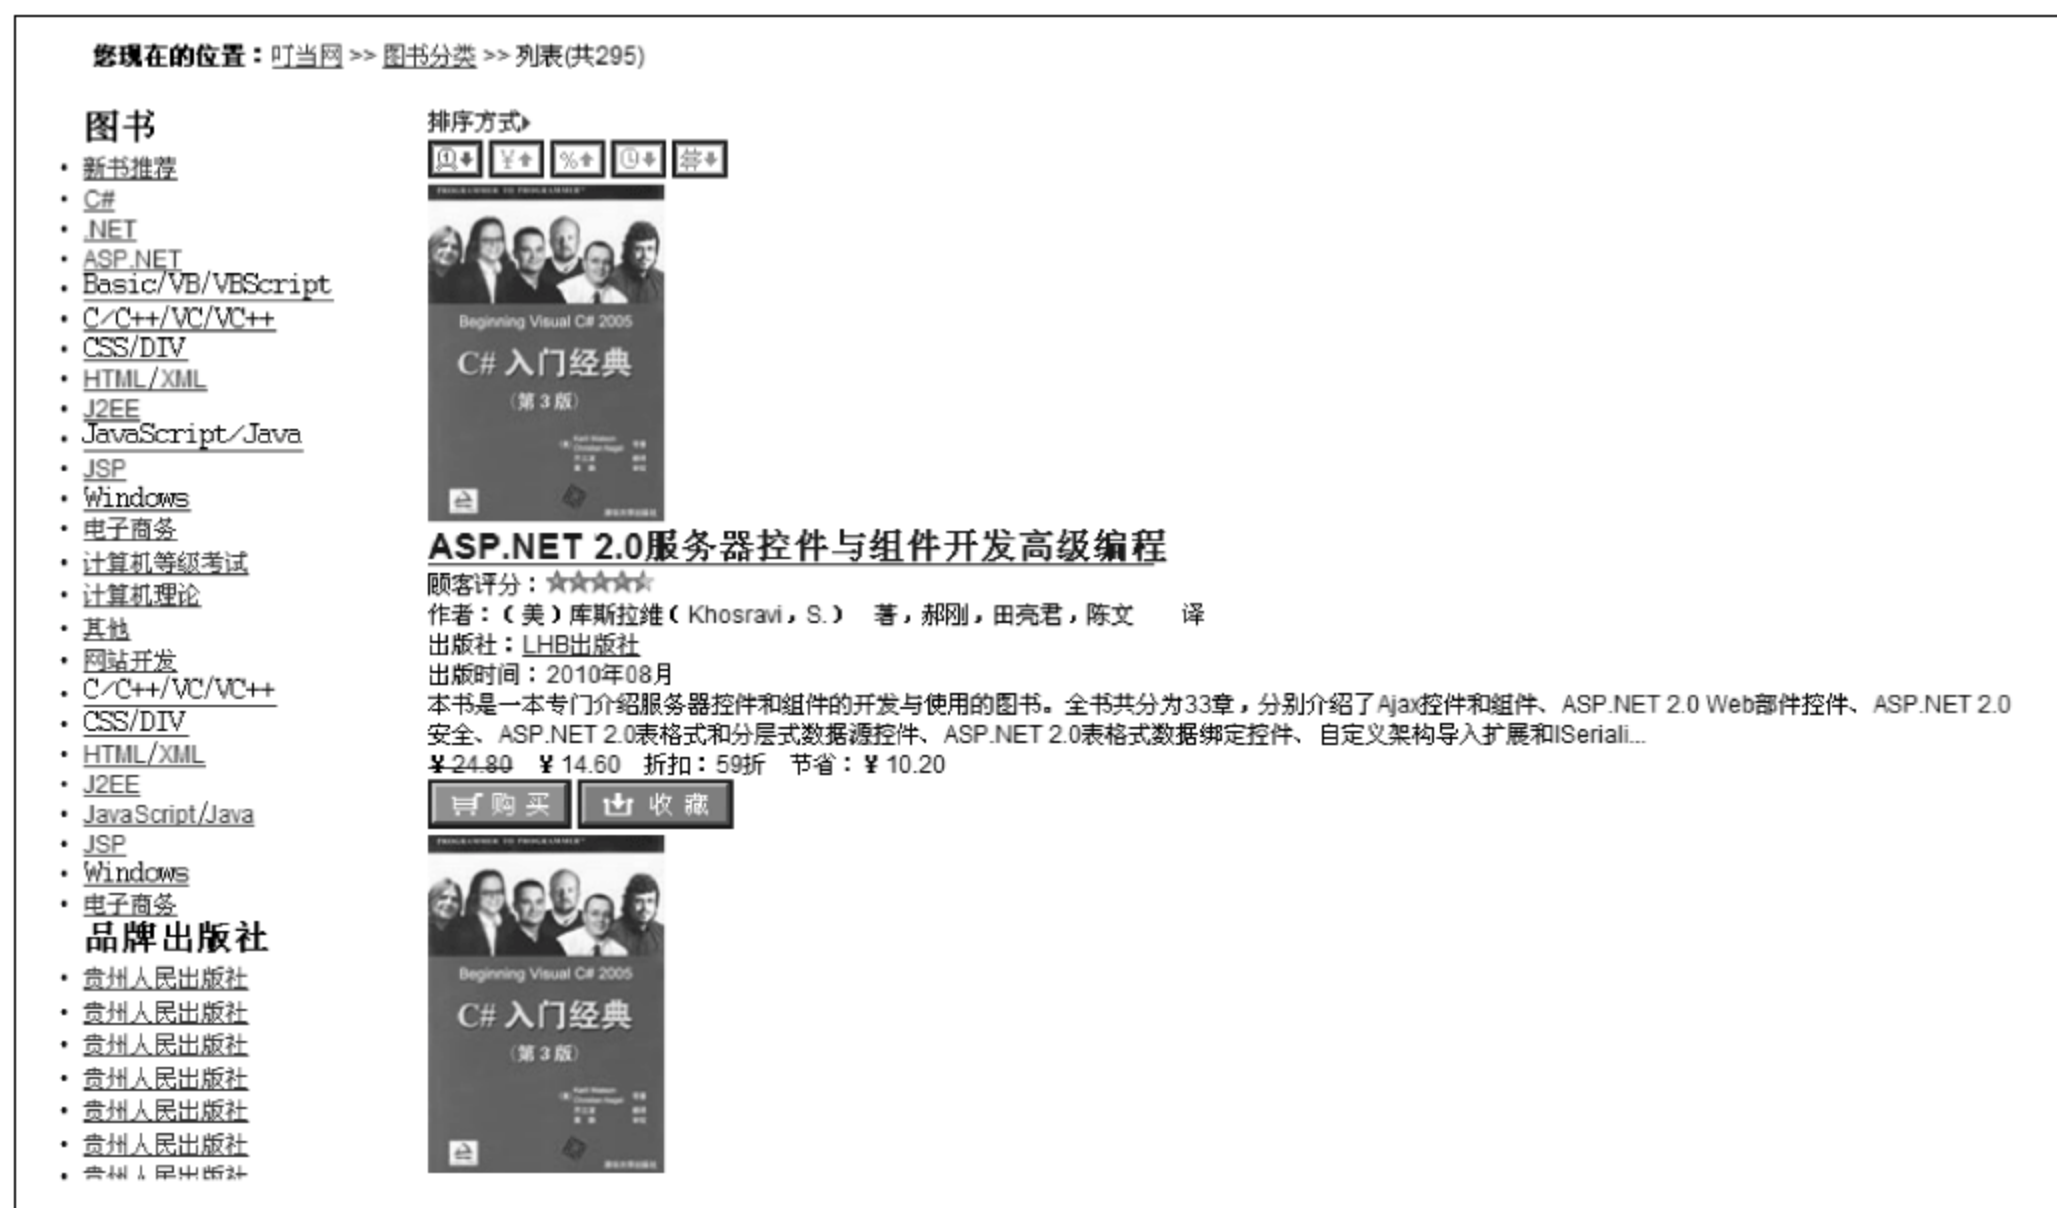 您现在的位置：叮当网 >> 图书分类 >> 列表(共295)
图书
新书推荐
C#
.NET
ASP.NET
Basic/VB/VBScript
C/C++/VC/VC++
CSS/DIV
HTML/XML
J2EE
JavaScript/Java
JSP
Windows
电子商务
计算机等级考试
计算机理论
其他
网站开发
C/C++/VC/VC++
CSS/DIV
HTML/XML
J2EE
JavaScript/Java
JSP
Windows
电子商务
品牌出版社
贵州人民出版社
贵州人民出版社
贵州人民出版社
贵州人民出版社
贵州人民出版社
贵州人民出版社
贵州人民出版社
排序方式
PROGRAMMER TO PROGRAMMER
Beginning Visual C# 2005
C# 入门经典
（第 3 版）
ASP.NET 2.0服务器控件与组件开发高级编程
顾客评分：
作者：（美）库斯拉维（Khosravi，S.） 著，郝刚，田亮君，陈文 译
出版社：LHB出版社
出版时间：2010年08月
本书是一本专门介绍服务器控件和组件的开发与使用的图书。全书共分为33章，分别介绍了Ajax控件和组件、ASP.NET 2.0 Web部件控件、ASP.NET 2.0
安全、ASP.NET 2.0表格式和分层式数据源控件、ASP.NET 2.0表格式数据绑定控件、自定义架构导入扩展和ISeriali...
¥ 24.80 ¥ 14.60 折扣：59折 节省：¥ 10.20
购买 收藏
PROGRAMMER TO PROGRAMMER
Beginning Visual C# 2005
C# 入门经典
（第 3 版）